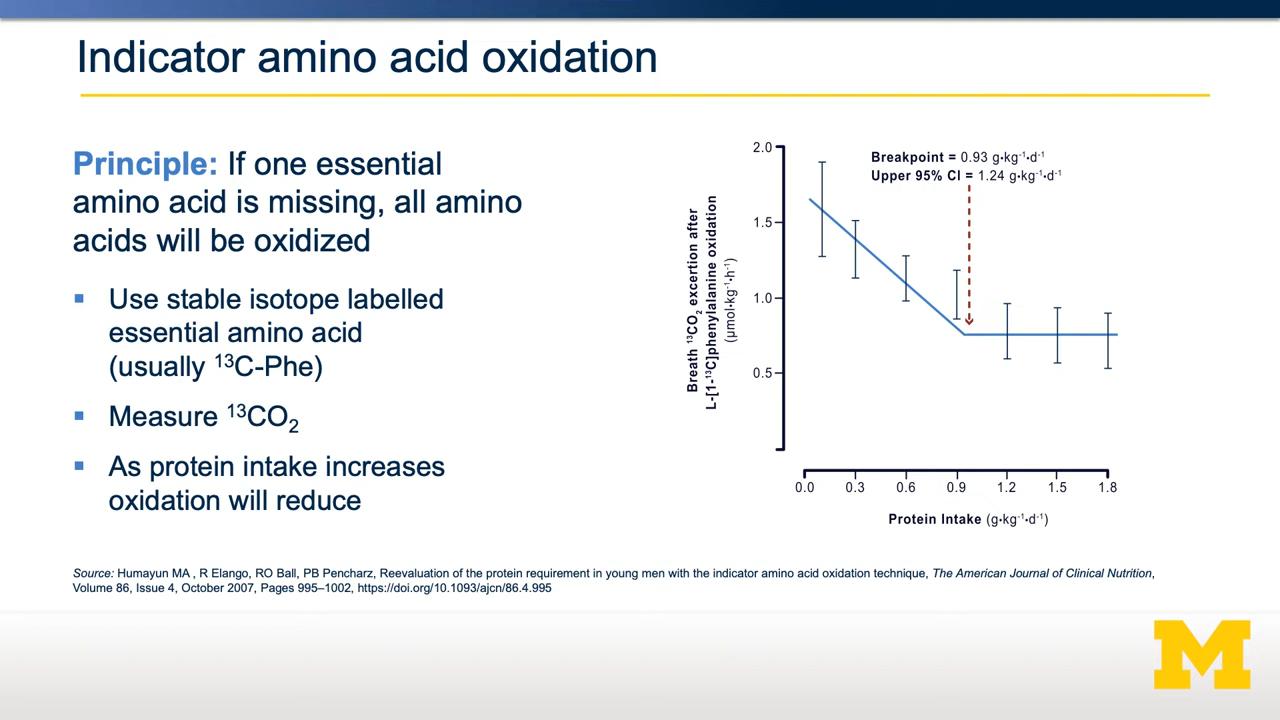 Indicator amino acid oxidation
Principle: If one essential
amino acid is missing, all amino
acids will be oxidized
▪ Use stable isotope labelled
essential amino acid
(usually ¹³C-Phe)
▪ Measure ¹³CO₂
▪ As protein intake increases
oxidation will reduce
Breath ¹³CO₂ excertion after
L-[1-¹³C]phenylalanine oxidation
(µmol•kg⁻¹•h⁻¹)
2.0
1.5
1.0
0.5
Breakpoint = 0.93 g•kg⁻¹•d⁻¹
Upper 95% CI = 1.24 g•kg⁻¹•d⁻¹
0.0 0.3 0.6 0.9 1.2 1.5 1.8
Protein Intake (g•kg⁻¹•d⁻¹)
Source: Humayun MA , R Elango, RO Ball, PB Pencharz, Reevaluation of the protein requirement in young men with the indicator amino acid oxidation technique, The American Journal of Clinical Nutrition,
Volume 86, Issue 4, October 2007, Pages 995–1002, https://doi.org/10.1093/ajcn/86.4.995
M